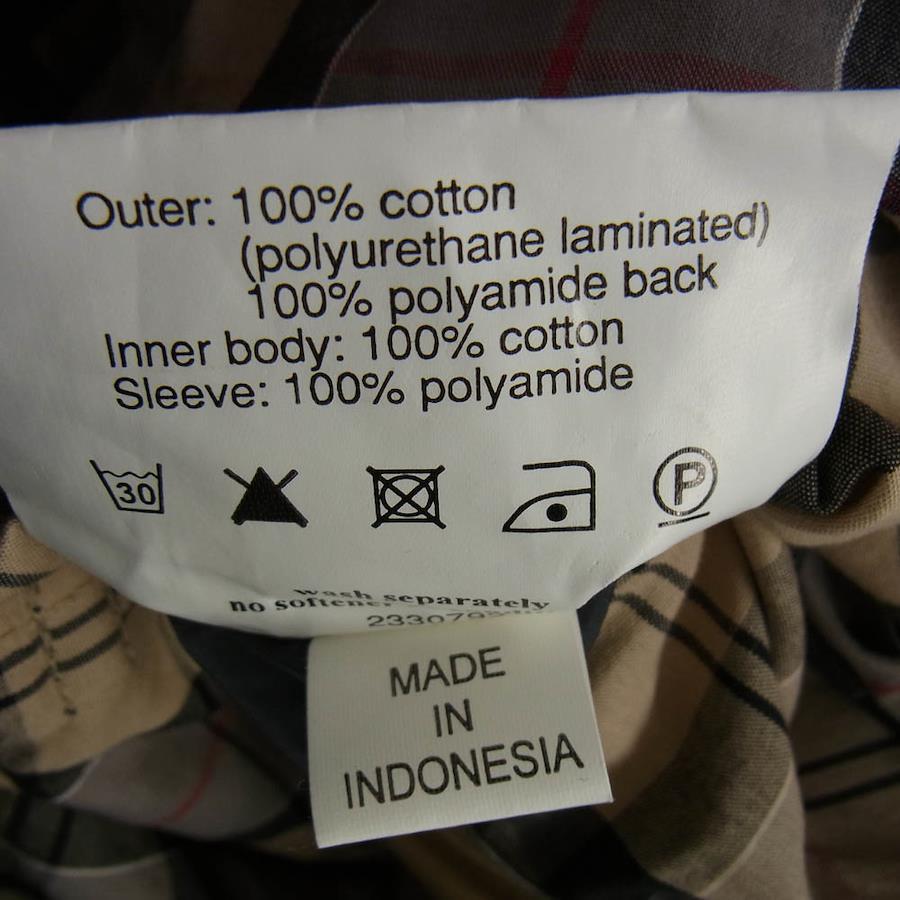 Outer: 100% cotton
(polyurethane laminated)
100% polyamide back
Inner body: 100% cotton
Sleeve: 100% polyamide
30
P
wash separately
no softener
MADE
IN
INDONESIA